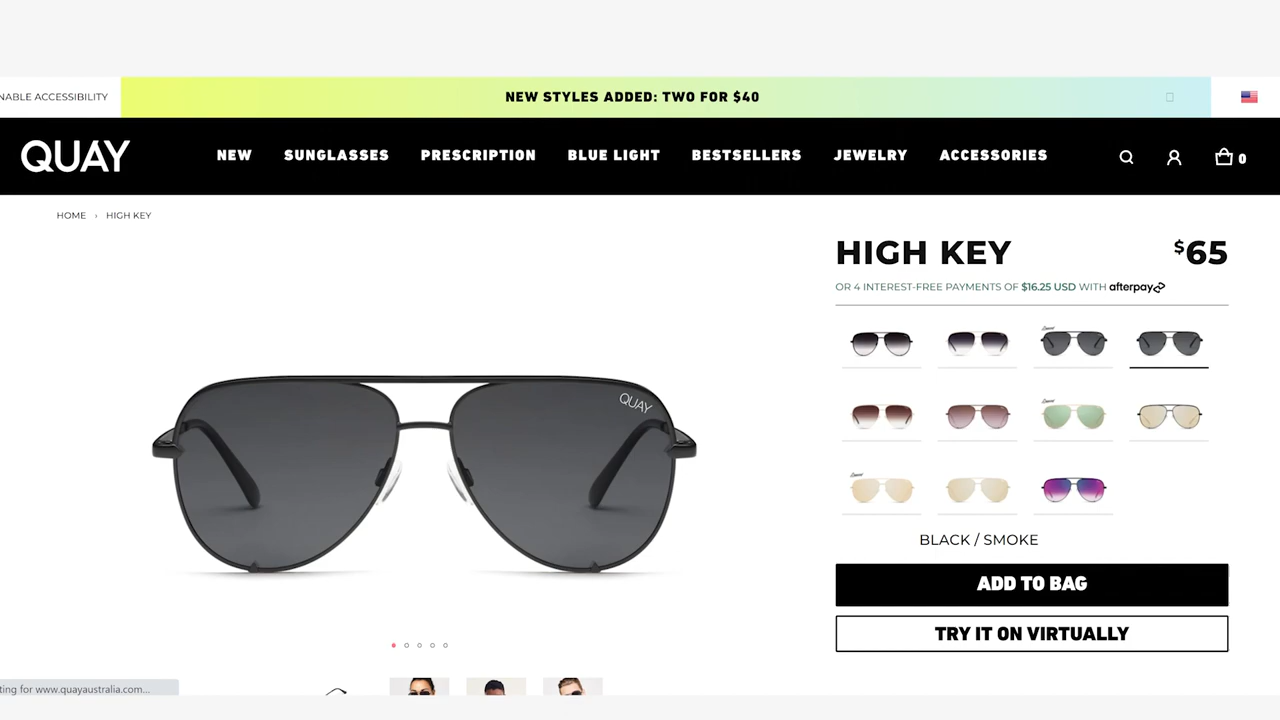 NABLE ACCESSIBILITY
NEW STYLES ADDED: TWO FOR $40
QUAY
NEW SUNGLASSES PRESCRIPTION BLUE LIGHT BESTSELLERS JEWELRY ACCESSORIES
0
HOME › HIGH KEY
HIGH KEY $65
OR 4 INTEREST-FREE PAYMENTS OF $16.25 USD WITH afterpay
QUAY
BLACK / SMOKE
ADD TO BAG
TRY IT ON VIRTUALLY
ting for www.quayaustralia.com...